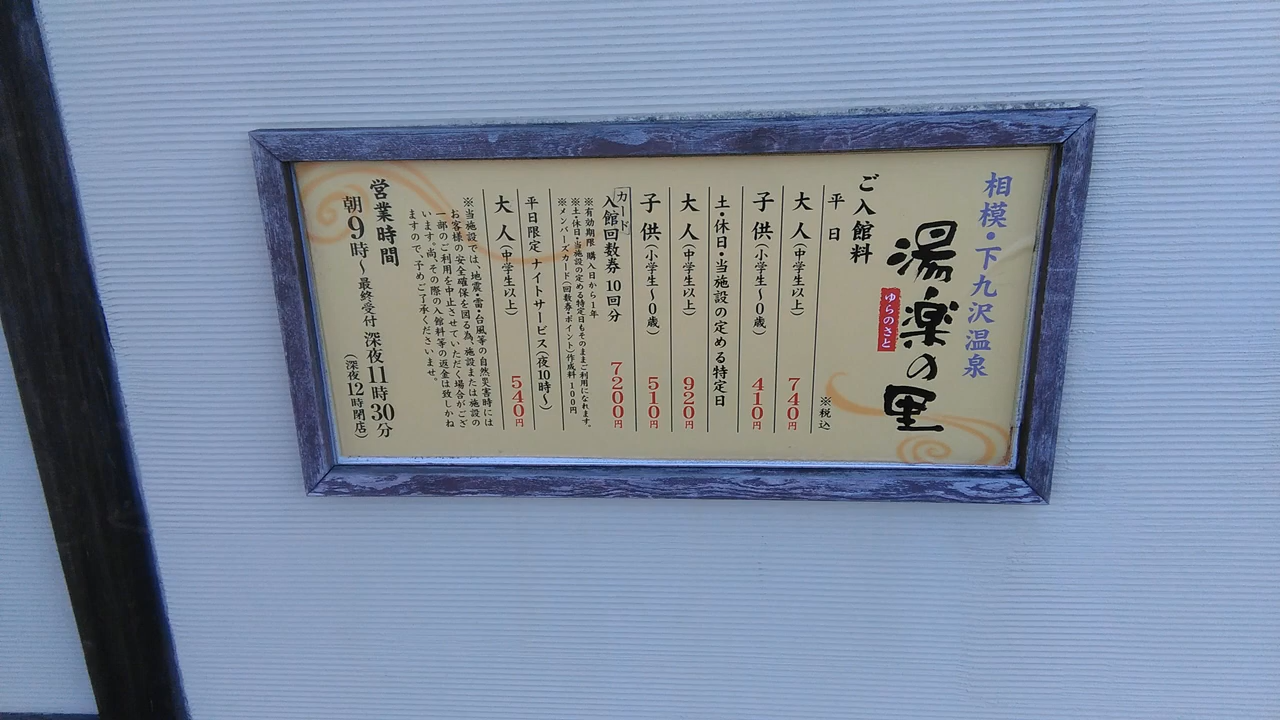 相模・下九沢温泉
湯楽の里
ゆらのさと
ご入館料
※税込
平日
大人(中学生以上) 740円
子供(小学生~0歳) 410円
土・休日・当施設の定める特定日
大人(中学生以上) 920円
子供(小学生~0歳) 510円
カード
入館回数券 10回分 7200円
※有効期限 購入日から1年
※土・休日・当施設の定める特定日もそのままご利用になれます。
※メンバーズカード(回数券・ポイント)作成料 100円
平日限定 ナイトサービス(夜10時~)
大人(中学生以上) 540円
※当施設では、地震・雷・台風等の自然災害時には
お客様の安全確保を図る為、施設または施設の
一部のご利用を中止させていただく場合がござ
います。尚、その際の入館料等の返金は致しかね
ますので、予めご了承くださいませ。
営業時間
朝9時~最終受付 深夜11時30分
(深夜12時閉店)